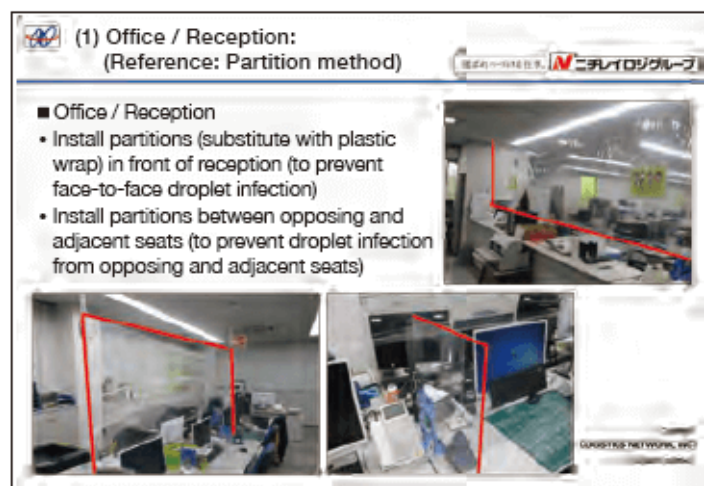 (1) Office / Reception:
(Reference: Partition method)
ニチレイロジグループ
■ Office / Reception
• Install partitions (substitute with plastic
wrap) in front of reception (to prevent
face-to-face droplet infection)
• Install partitions between opposing and
adjacent seats (to prevent droplet infection
from opposing and adjacent seats)
LOGISTICS NETWORK, INC